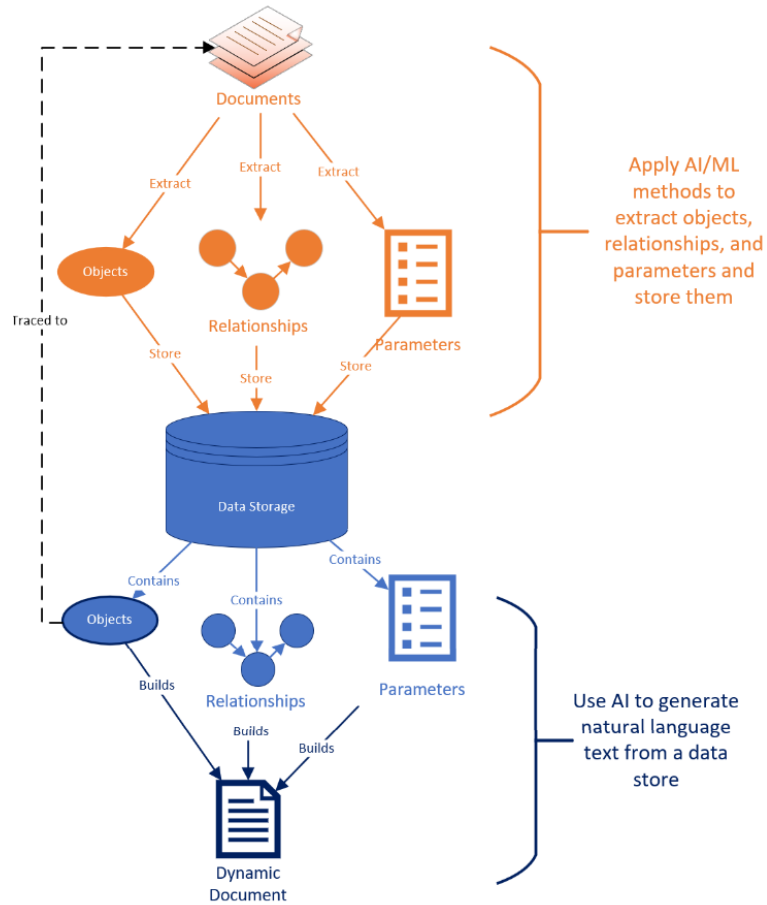 Documents
Extract
Extract
Extract
Apply AI/ML
methods to
extract objects,
relationships, and
parameters and
store them
Objects
Relationships
Parameters
Traced to
Store
Store
Store
Data Storage
Contains
Contains
Contains
Objects
Relationships
Parameters
Builds
Builds
Builds
Use AI to generate
natural language
text from a data
store
Dynamic
Document